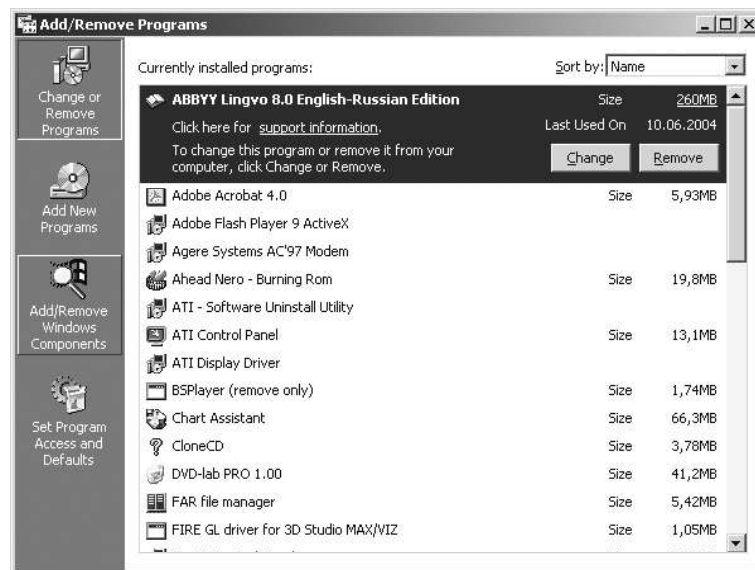 Add/Remove Programs
Change or
Remove
Programs
Add New
Programs
Add/Remove
Windows
Components
Set Program
Access and
Defaults
Currently installed programs:
Sort by: Name
ABBYY Lingvo 8.0 English-Russian Edition Size 260MB
Click here for support information. Last Used On 10.06.2004
To change this program or remove it from your
computer, click Change or Remove.
Change Remove
Adobe Acrobat 4.0 Size 5,93MB
Adobe Flash Player 9 ActiveX
Agere Systems AC'97 Modem
Ahead Nero - Burning Rom Size 19,8MB
ATI - Software Uninstall Utility
ATI Control Panel Size 13,1MB
ATI Display Driver
BSPlayer (remove only) Size 1,74MB
Chart Assistant Size 66,3MB
CloneCD Size 3,78MB
DVD-lab PRO 1.00 Size 41,2MB
FAR file manager Size 5,42MB
FIRE GL driver for 3D Studio MAX/VIZ Size 1,05MB